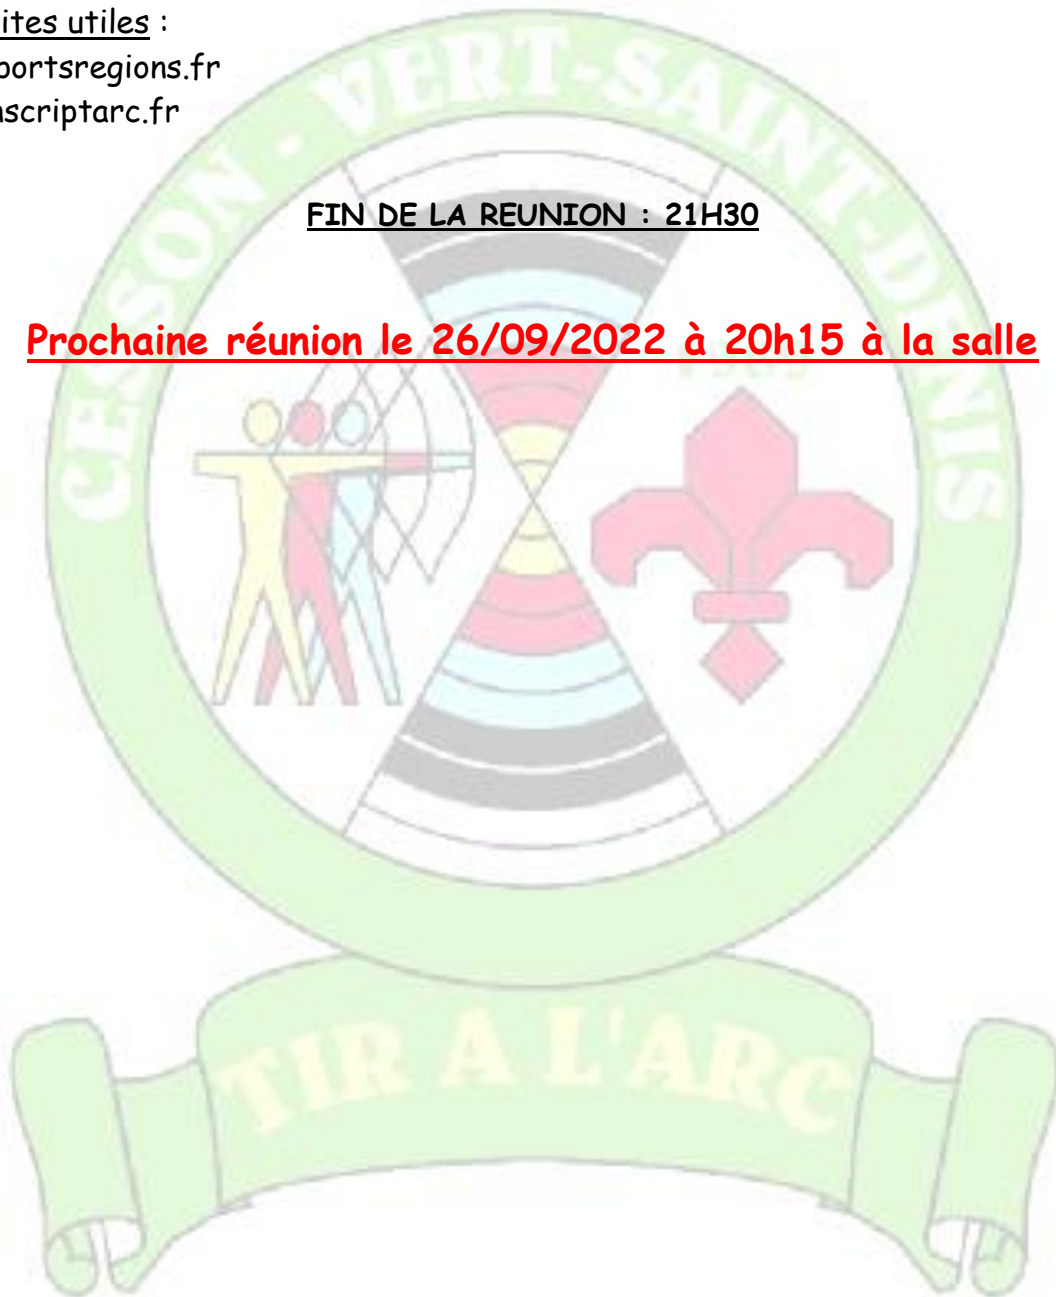 ites utiles :
portsregions.fr
nscriptarc.fr
CESSON - VERT-SAINT-DENIS
FIN DE LA REUNION : 21H30
Prochaine réunion le 26/09/2022 à 20h15 à la salle
TIR A L'ARC